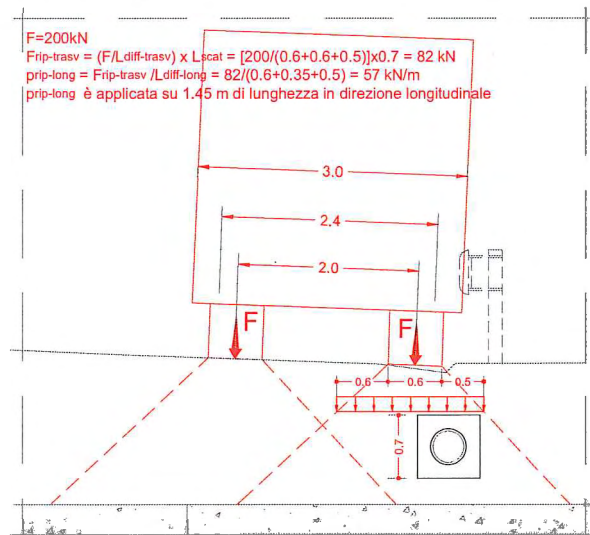 F=200kN
Frip-trasv = (F/Ldiff-trasv) x Lscat = [200/(0.6+0.6+0.5)]x0.7 = 82 kN
prip-long = Frip-trasv /Ldiff-long = 82/(0.6+0.35+0.5) = 57 kN/m
prip-long è applicata su 1.45 m di lunghezza in direzione longitudinale
3.0
2.4
2.0
F
F
0.6 0.6 0.5
0.7